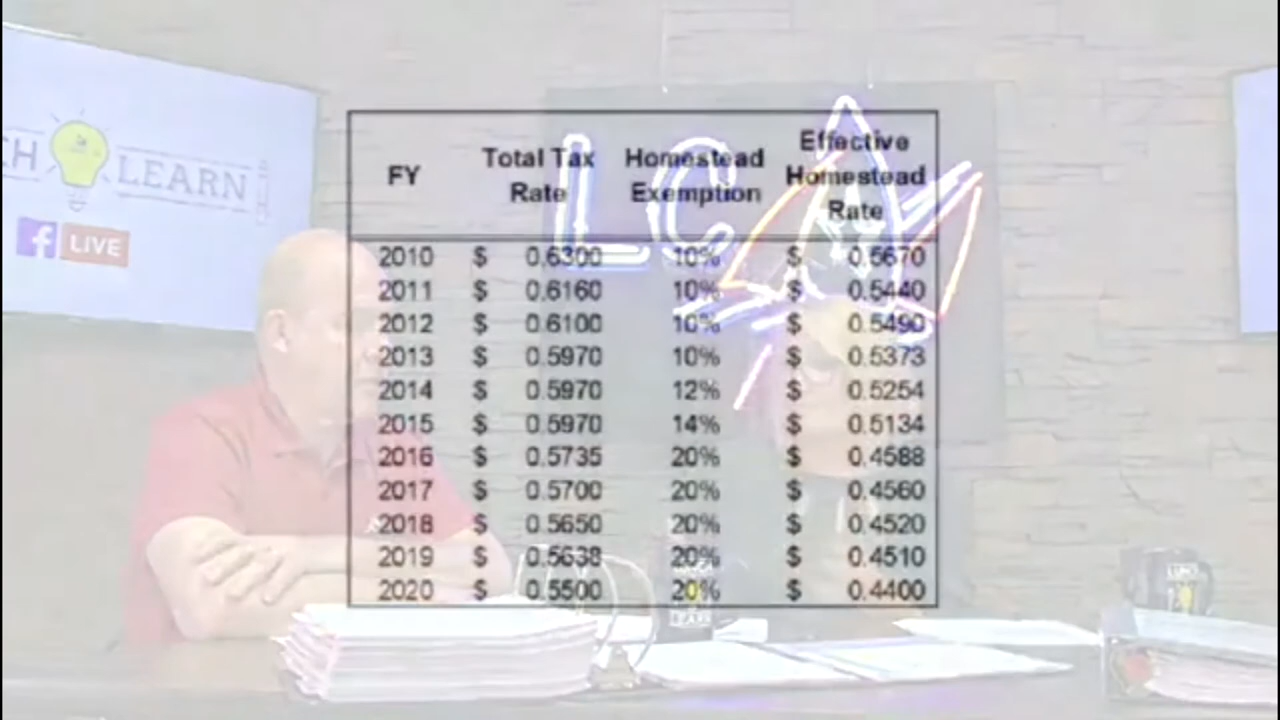 CH LEARN
f LIVE
LC
FY Total Tax Rate Homestead Exemption Effective Homestead Rate
2010 $ 0.6300 10% $ 0.5670
2011 $ 0.6160 10% $ 0.5440
2012 $ 0.6100 10% $ 0.5490
2013 $ 0.5970 10% $ 0.5373
2014 $ 0.5970 12% $ 0.5254
2015 $ 0.5970 14% $ 0.5134
2016 $ 0.5735 20% $ 0.4588
2017 $ 0.5700 20% $ 0.4560
2018 $ 0.5650 20% $ 0.4520
2019 $ 0.5638 20% $ 0.4510
2020 $ 0.5500 20% $ 0.4400